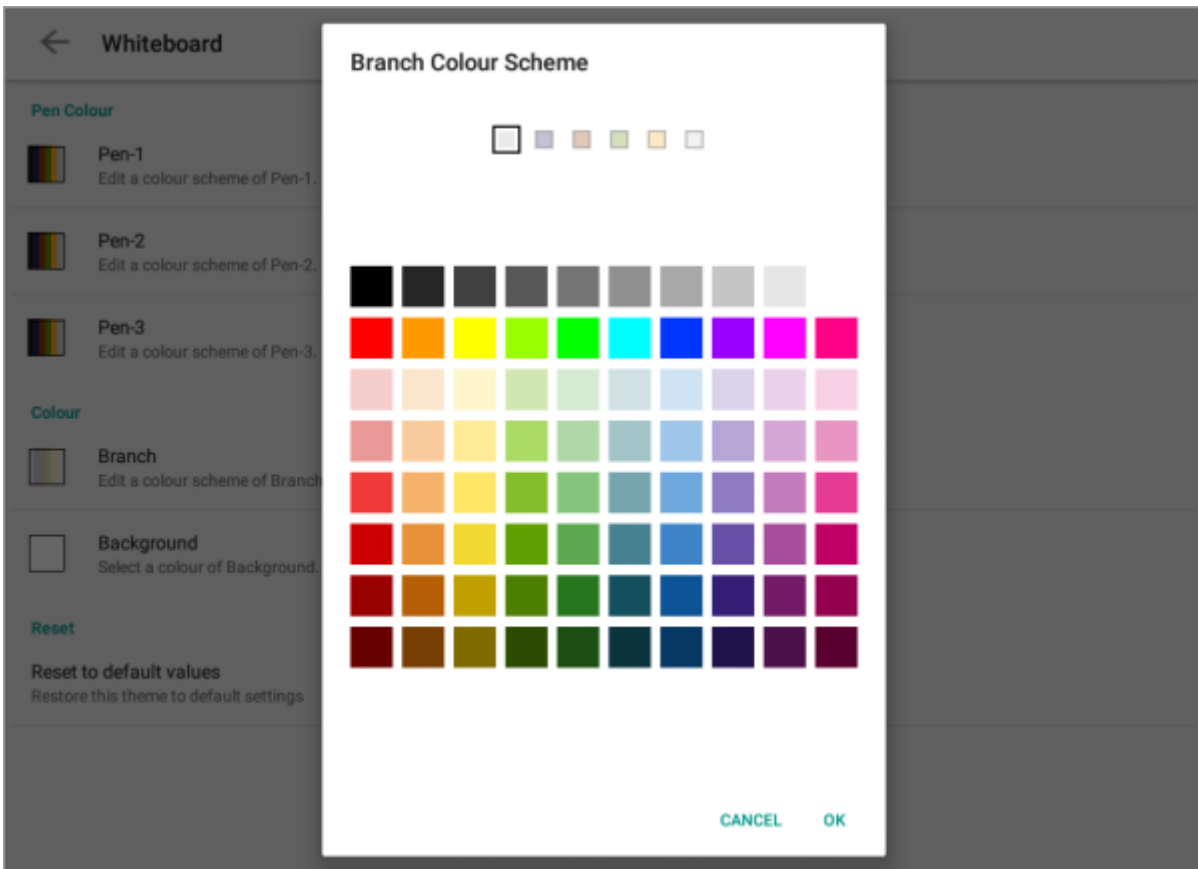 Whiteboard
Pen Colour
Pen-1
Edit a colour scheme of Pen-1.
Pen-2
Edit a colour scheme of Pen-2.
Pen-3
Edit a colour scheme of Pen-3.
Colour
Branch
Edit a colour scheme of Branch
Background
Select a colour of Background.
Reset
Reset to default values
Restore this theme to default settings
Branch Colour Scheme
CANCEL OK